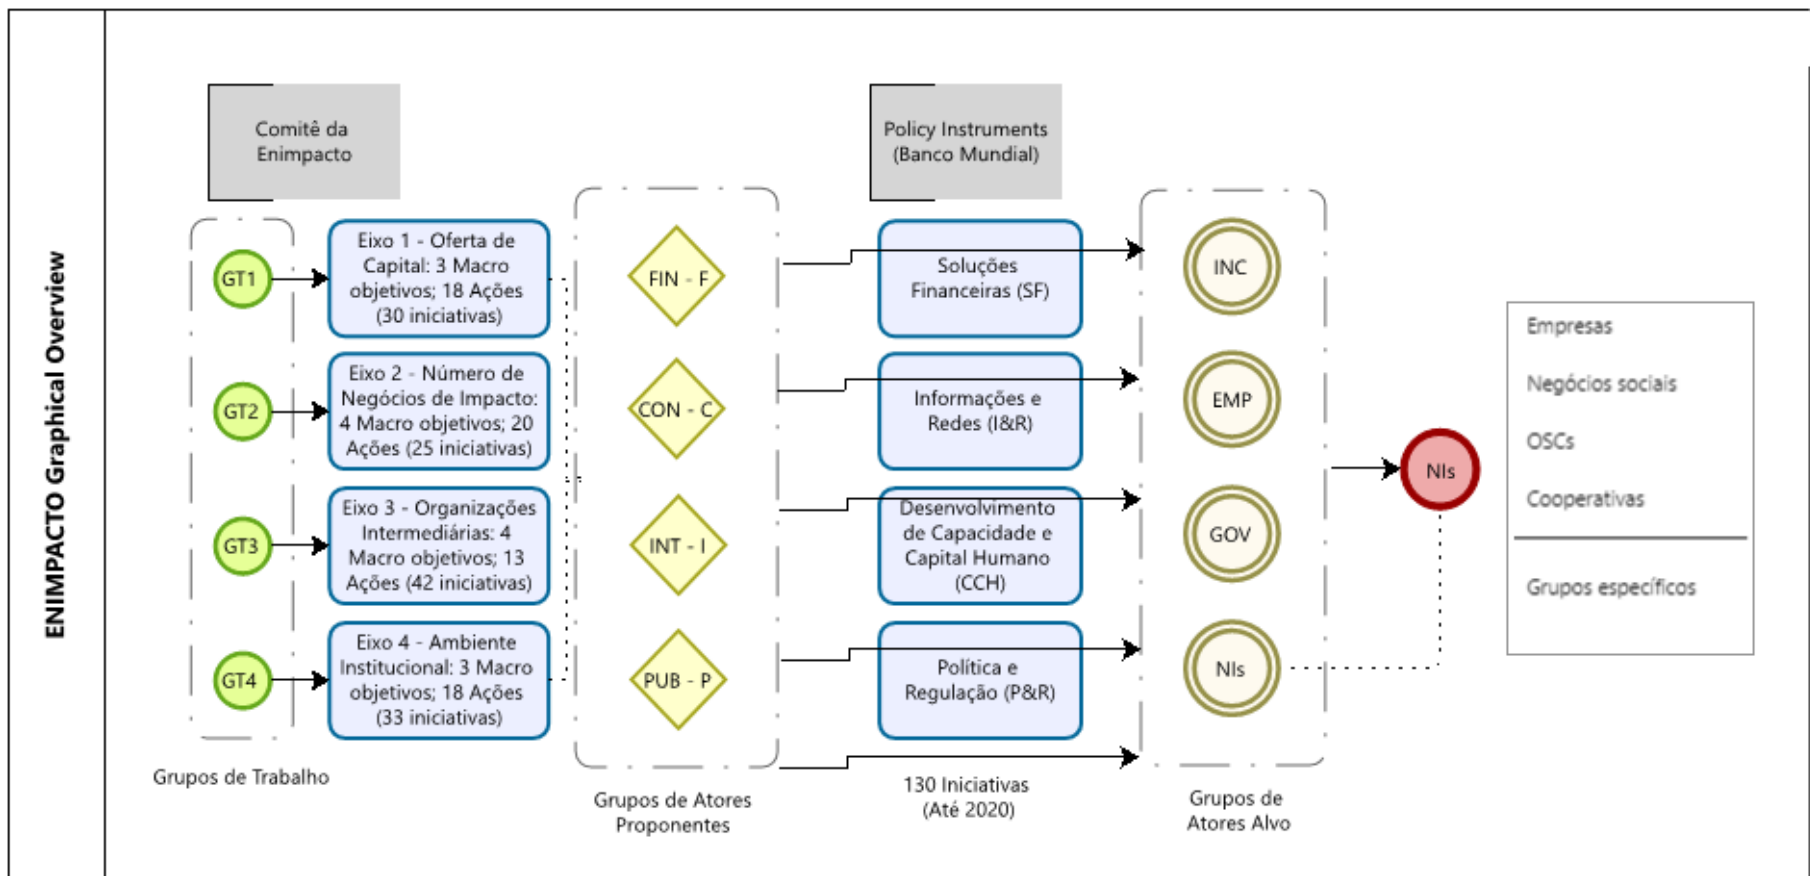 ENIMPACTO Graphical Overview
Comitê da
Enimpacto
Policy Instruments
(Banco Mundial)
GT1
Eixo 1 - Oferta de
Capital: 3 Macro
objetivos; 18 Ações
(30 iniciativas)
GT2
Eixo 2 - Número de
Negócios de Impacto:
4 Macro objetivos; 20
Ações (25 iniciativas)
GT3
Eixo 3 - Organizações
Intermediárias: 4
Macro objetivos; 13
Ações (42 iniciativas)
GT4
Eixo 4 - Ambiente
Institucional: 3 Macro
objetivos; 18 Ações
(33 iniciativas)
Grupos de Trabalho
FIN - F
CON - C
INT - I
PUB - P
Grupos de Atores
Proponentes
Soluções
Financeiras (SF)
Informações e
Redes (I&R)
Desenvolvimento
de Capacidade e
Capital Humano
(CCH)
Política e
Regulação (P&R)
130 Iniciativas
(Até 2020)
INC
EMP
GOV
NIs
Grupos de
Atores Alvo
NIs
Empresas
Negócios sociais
OSCs
Cooperativas
Grupos específicos